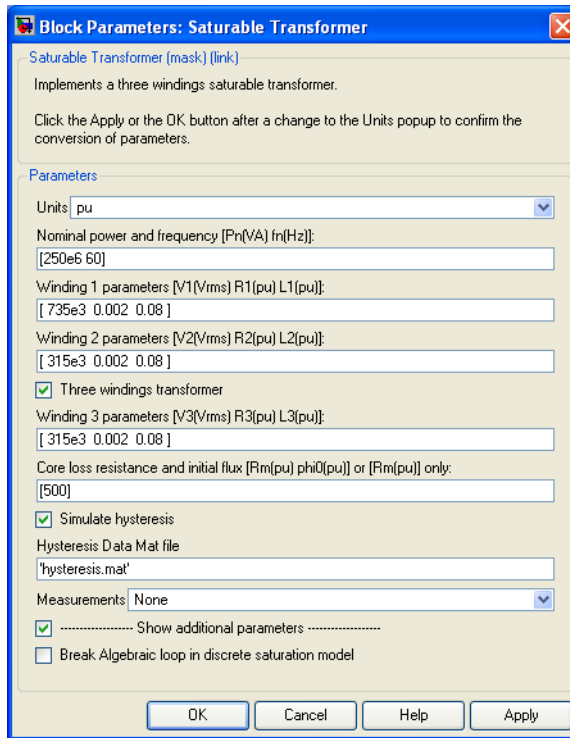 Block Parameters: Saturable Transformer
Saturable Transformer (mask) (link)
Implements a three windings saturable transformer.
Click the Apply or the OK button after a change to the Units popup to confirm the
conversion of parameters.
Parameters
Units pu
Nominal power and frequency [Pn(VA) fn(Hz)]:
[250e6 60]
Winding 1 parameters [V1(Vrms) R1(pu) L1(pu)]:
[ 735e3 0.002 0.08 ]
Winding 2 parameters [V2(Vrms) R2(pu) L2(pu)]:
[ 315e3 0.002 0.08 ]
Three windings transformer
Winding 3 parameters [V3(Vrms) R3(pu) L3(pu)]:
[ 315e3 0.002 0.08 ]
Core loss resistance and initial flux [Rm(pu) phi0(pu)] or [Rm(pu)] only:
[500]
Simulate hysteresis
Hysteresis Data Mat file
'hysteresis.mat'
Measurements None
------------------ Show additional parameters ------------------
Break Algebraic loop in discrete saturation model
OK Cancel Help Apply